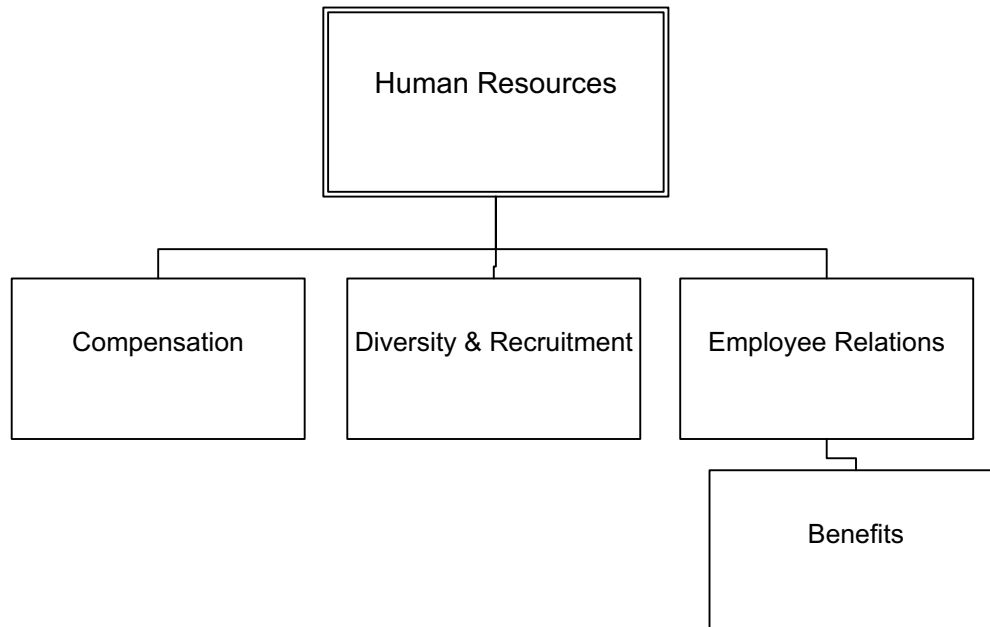 Human Resources
Compensation
Diversity & Recruitment
Employee Relations
Benefits